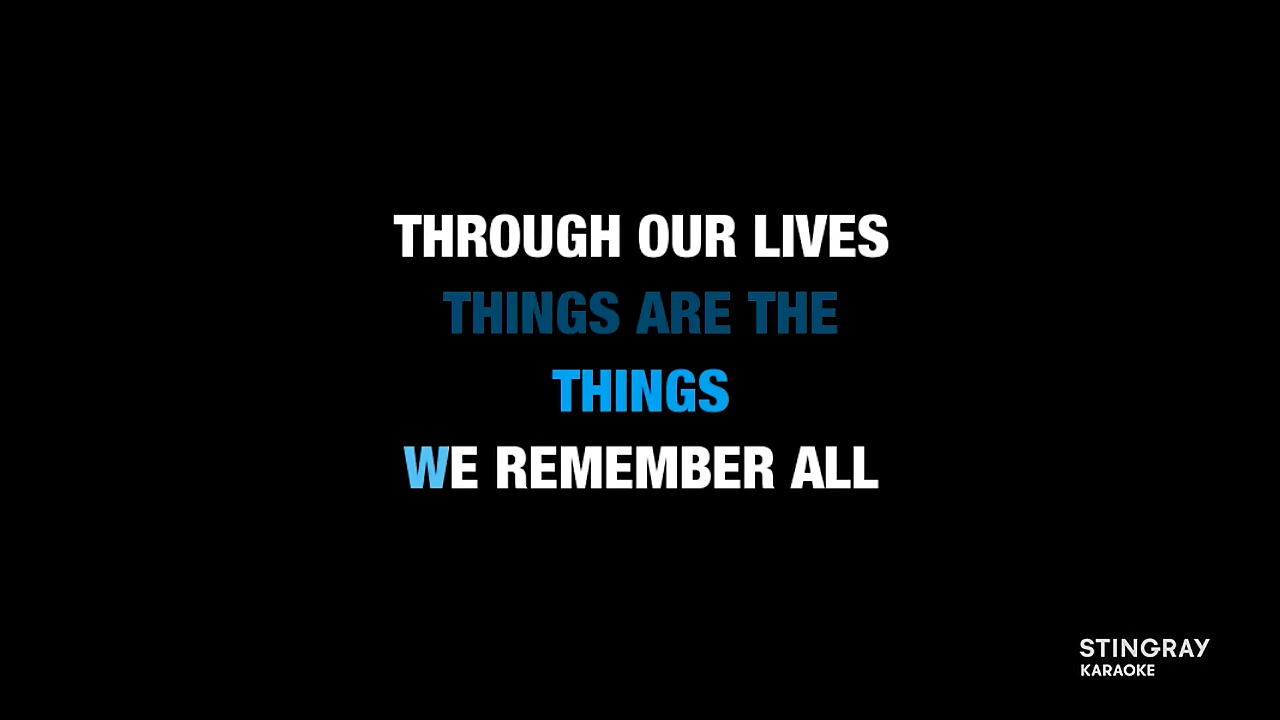 THROUGH OUR LIVES
THINGS ARE THE
THINGS
WE REMEMBER ALL
STINGRAY
KARAOKE